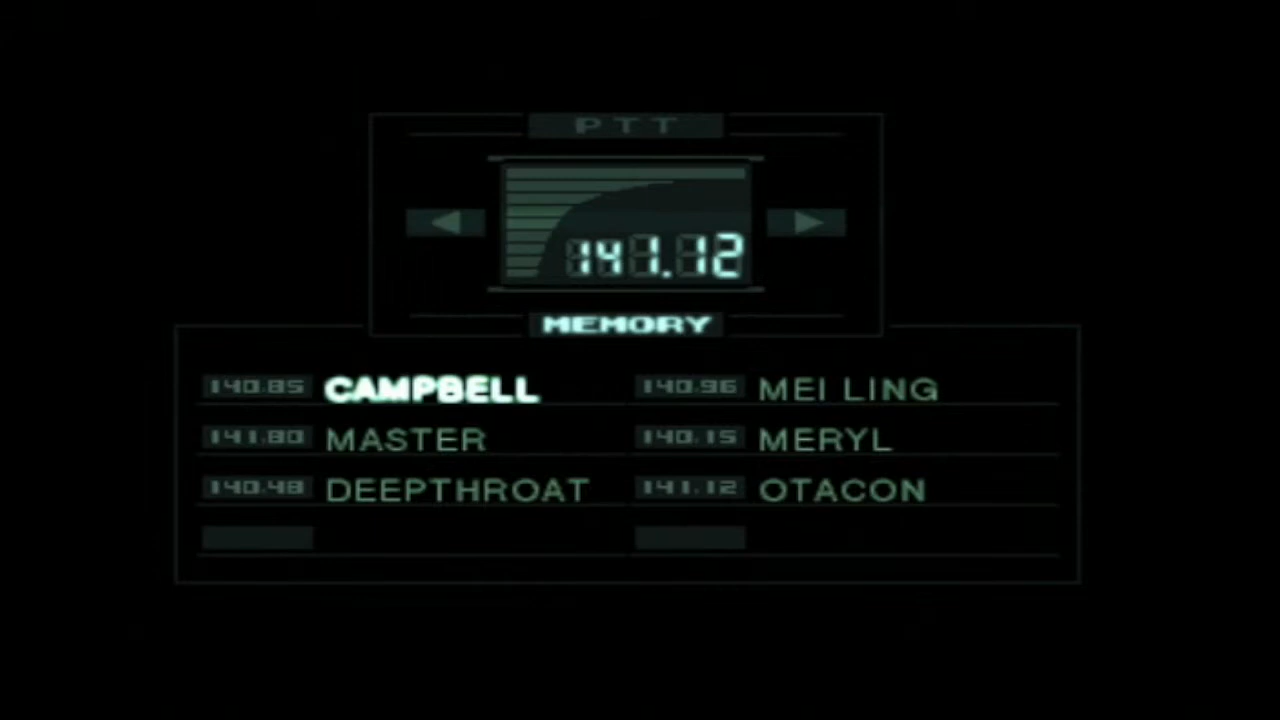 PTT
141.12
MEMORY
140.85 CAMPBELL 140.96 MEI LING
141.80 MASTER 140.15 MERYL
140.48 DEEPTHROAT 141.12 OTACON